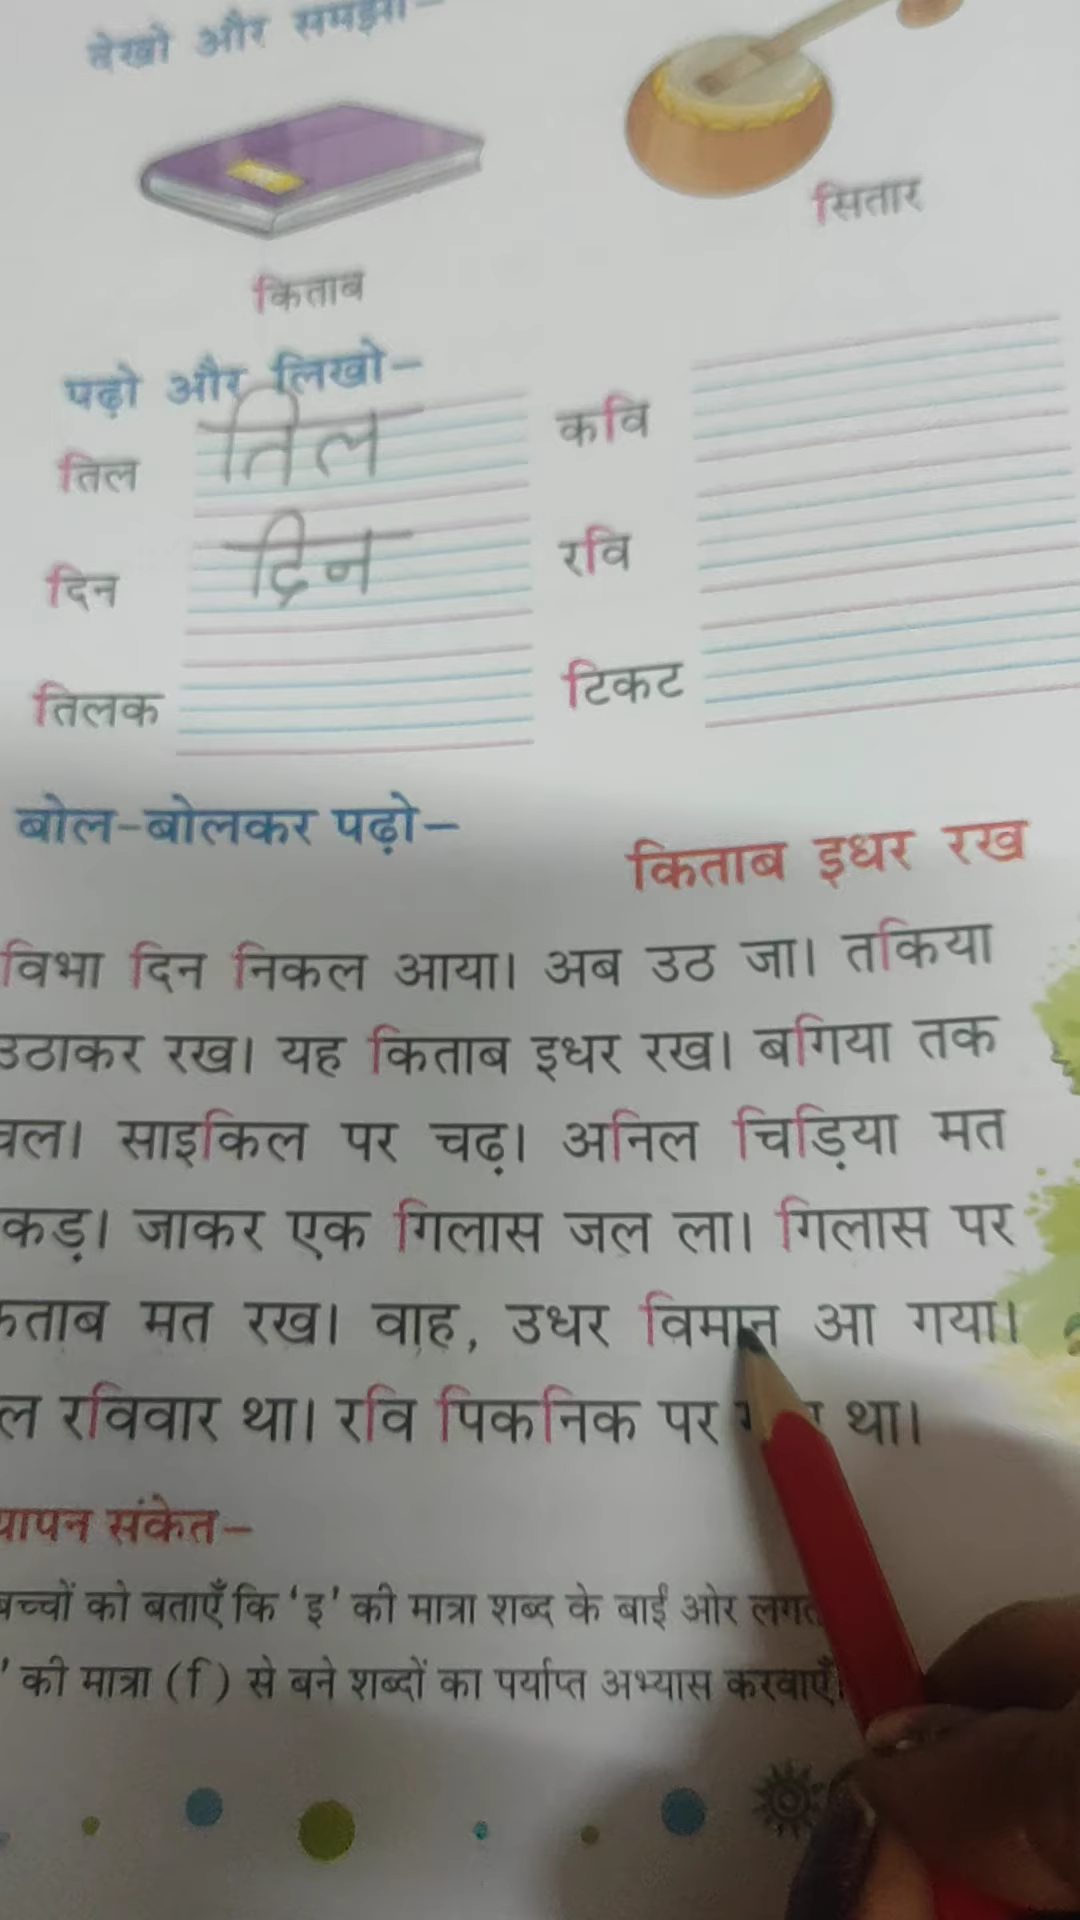 देखो और समझो–
सितार
किताब
पढ़ो और लिखो–
तिल तिल कवि
दिन दिन रवि
तिलक टिकट
बोल-बोलकर पढ़ो–
किताब इधर रख
विभा दिन निकल आया। अब उठ जा। तकिया
उठाकर रख। यह किताब इधर रख। बगिया तक
चल। साइकिल पर चढ़। अनिल चिड़िया मत
कड़। जाकर एक गिलास जल ला। गिलास पर
ताब मत रख। वाह, उधर विमान आ गया।
ल रविवार था। रवि पिकनिक पर था।
यापन संकेत–
बच्चों को बताएँ कि 'इ' की मात्रा शब्द के बाईं ओर
' की मात्रा (ि) से बने शब्दों का पर्याप्त अभ्यास करवाएँ